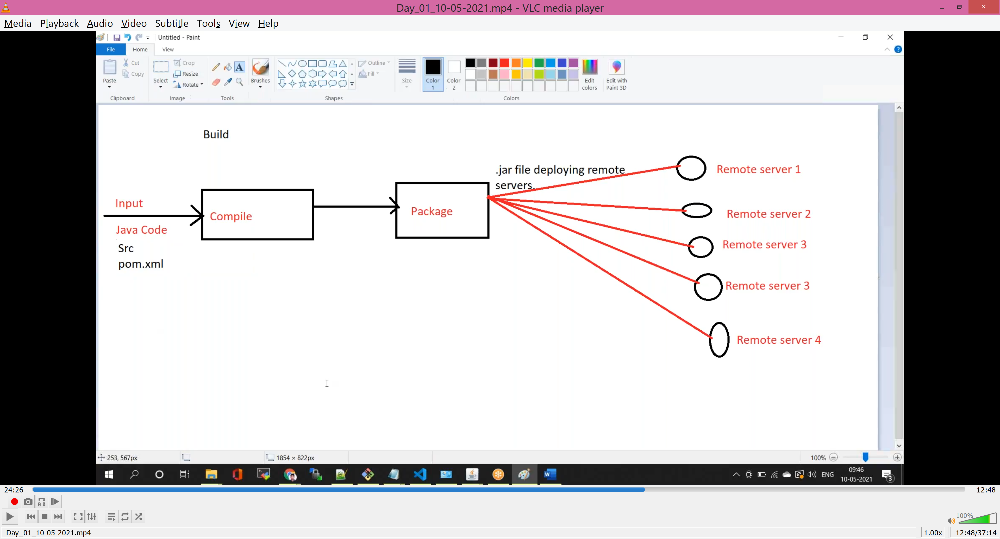 Day_01_10-05-2021.mp4 - VLC media player
Media Playback Audio Video Subtitle Tools View Help
Untitled - Paint
File Home View
Paste
Cut
Copy
Clipboard
Select
Crop
Resize
Rotate
Image
A
Tools
Brushes
Shapes
Outline
Fill
Size
Color
1
Color
2
Edit
colors
Edit with
Paint 3D
Colors
Build
Input
Java Code
Src
pom.xml
Compile
Package
.jar file deploying remote
servers.
Remote server 1
Remote server 2
Remote server 3
Remote server 3
Remote server 4
253, 567px
1854 × 822px
100%
ENG
09:46
10-05-2021
3
24:26
-12:48
A B
100%
Day_01_10-05-2021.mp4
1.00x
-12:48/37:14